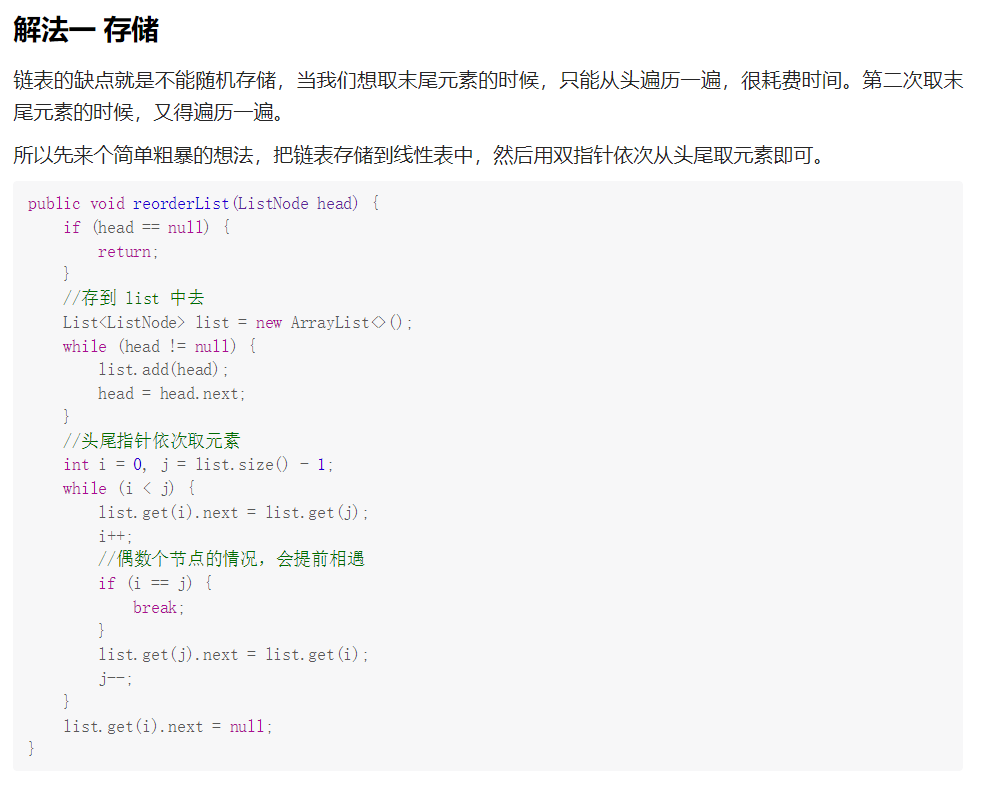 解法一 存储
链表的缺点就是不能随机存储，当我们想取末尾元素的时候，只能从头遍历一遍，很耗费时间。第二次取末
尾元素的时候，又得遍历一遍。
所以先来个简单粗暴的想法，把链表存储到线性表中，然后用双指针依次从头尾取元素即可。
public void reorderList(ListNode head) {
    if (head == null) {
        return;
    }
    //存到 list 中去
    List<ListNode> list = new ArrayList<>();
    while (head != null) {
        list.add(head);
        head = head.next;
    }
    //头尾指针依次取元素
    int i = 0, j = list.size() - 1;
    while (i < j) {
        list.get(i).next = list.get(j);
        i++;
        //偶数个节点的情况，会提前相遇
        if (i == j) {
            break;
        }
        list.get(j).next = list.get(i);
        j--;
    }
    list.get(i).next = null;
}